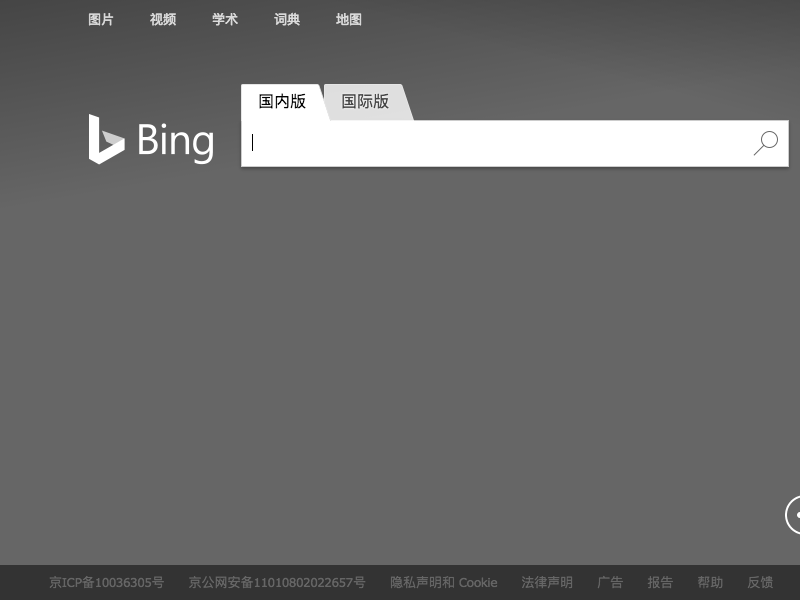 图片 视频 学术 词典 地图
国内版 国际版
Bing
京ICP备10036305号 京公网安备11010802022657号 隐私声明和 Cookie 法律声明 广告 报告 帮助 反馈